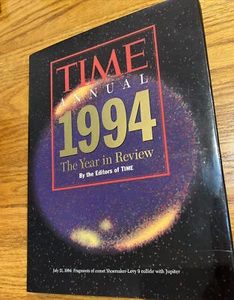 TIME
ANNUAL
1994
The Year in Review
By the Editors of TIME
July 21, 1994: Fragments of comet Shoemaker-Levy 9 collide with Jupiter